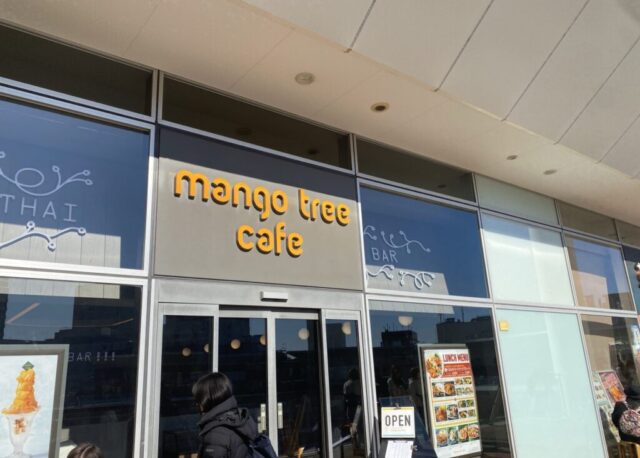 mango tree
cafe
THAI
BAR
BAR!!!
OPEN
LUNCH MENU